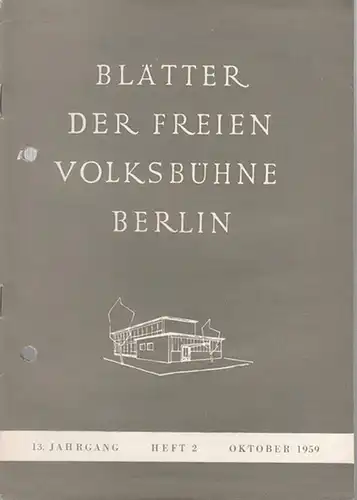 BLÄTTER
DER FREIEN
VOLKSBÜHNE
BERLIN
13. JAHRGANG HEFT 2 OKTOBER 1959